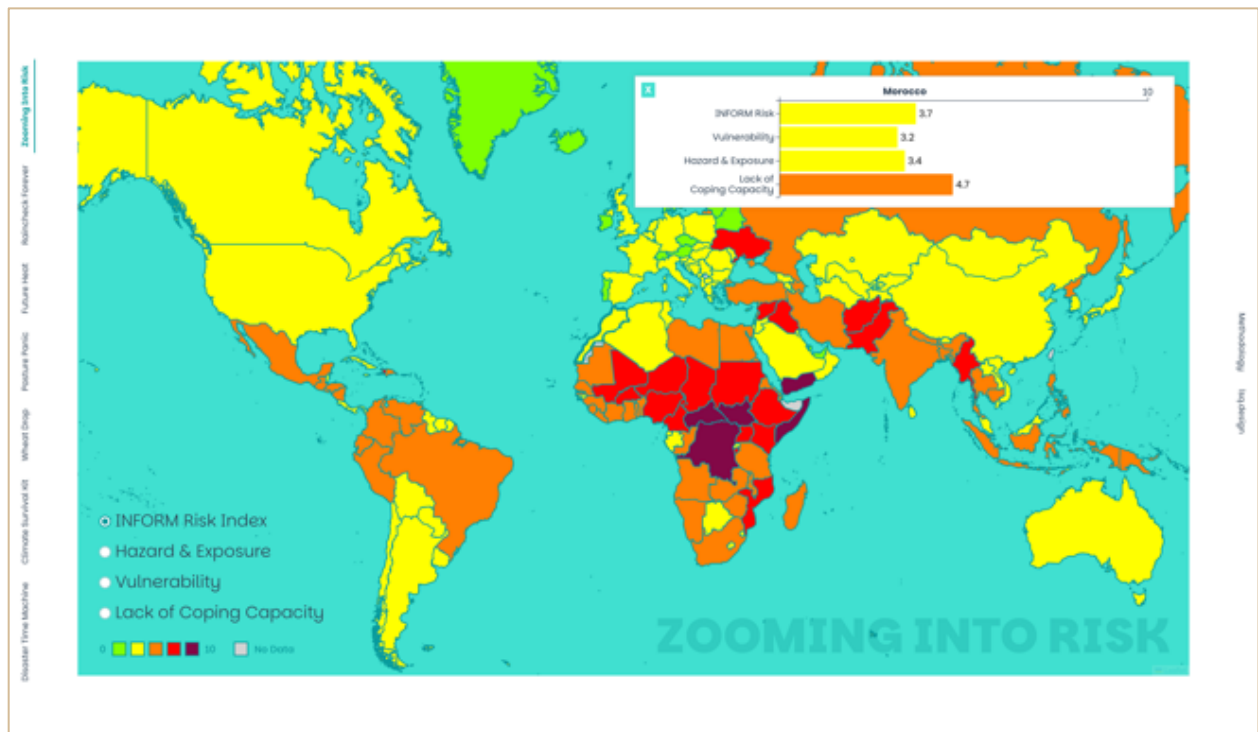 Zooming Into Risk
Raincheck Forever
Future Heat
Pasture Panic
Wheat Drop
Climate Survival Kit
Disaster Time Machine
X
Morocco
10
INFORM Risk
3.7
Vulnerability
3.2
Hazard & Exposure
3.4
Lack of
Coping Capacity
4.7
INFORM Risk Index
Hazard & Exposure
Vulnerability
Lack of Coping Capacity
0
10
No Data
ZOOMING INTO RISK
Methodology